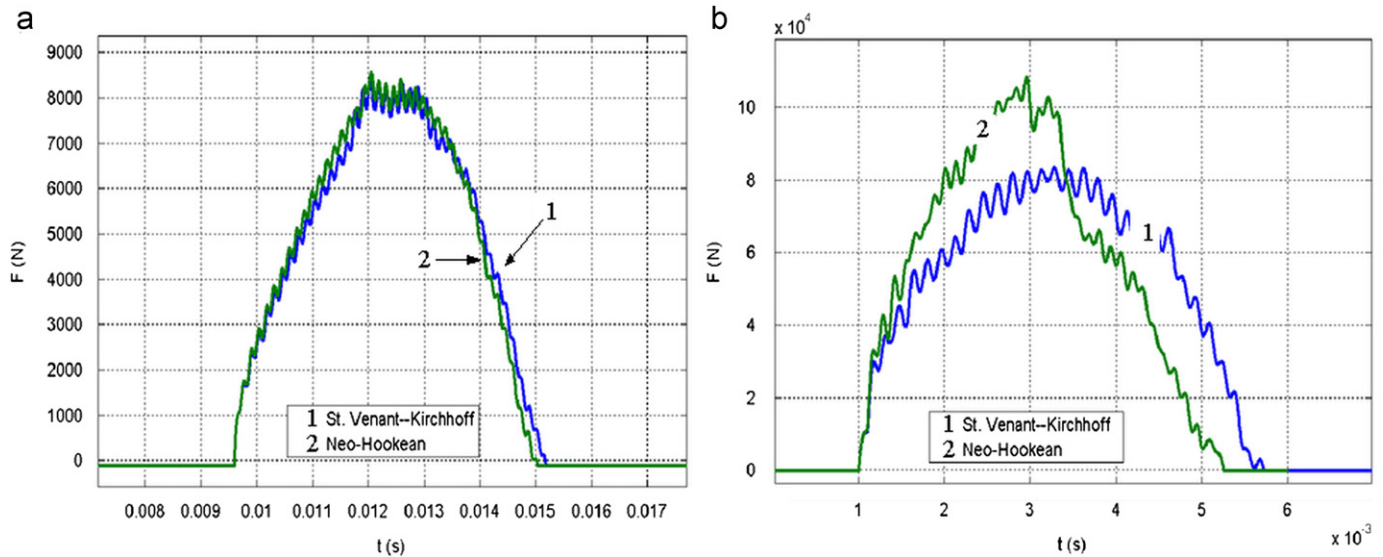 a
F (N)
9000
8000
7000
6000
5000
4000
3000
2000
1000
0
1
2
1 St. Venant--Kirchhoff
2 Neo-Hookean
0.008 0.009 0.01 0.011 0.012 0.013 0.014 0.015 0.016 0.017
t (s)
b
x 10⁴
F (N)
10
8
6
4
2
0
2
1
1 St. Venant--Kirchhoff
2 Neo-Hookean
1 2 3 4 5 6
x 10⁻³
t (s)